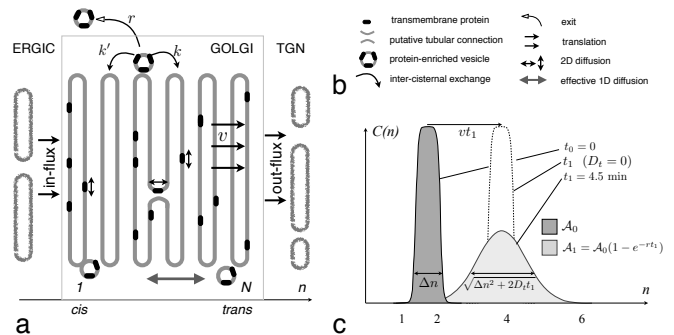 ERGIC
r
k′
k
GOLGI
TGN
in-flux
v
out-flux
1
N
n
cis
trans
a
transmembrane protein
putative tubular connection
protein-enriched vesicle
inter-cisternal exchange
exit
translation
2D diffusion
effective 1D diffusion
b
C(n)
vt₁
t₀ = 0
t₁ (Dₜ = 0)
t₁ = 4.5 min
𝒜₀
𝒜₁ = 𝒜₀(1 − e^{−rt₁})
Δn
√Δn² + 2Dₜt₁
n
1 2 4 6
c